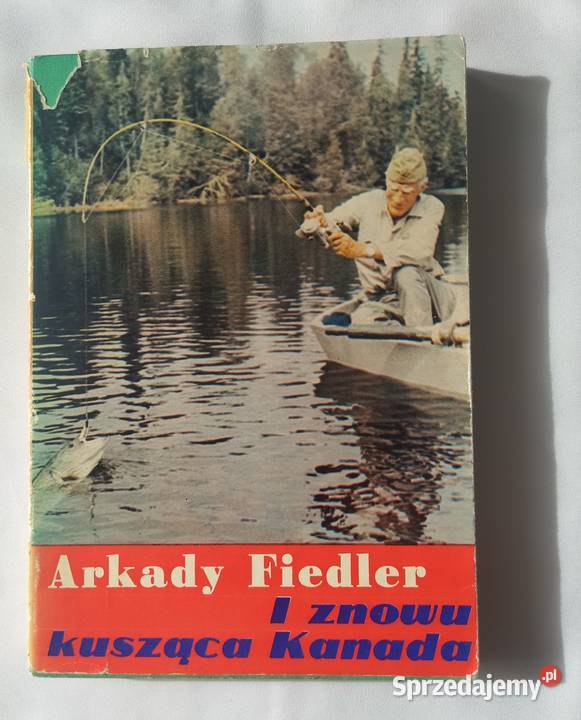 Arkady Fiedler
I znowu
kusząca Kanada
Sprzedajemy.pl